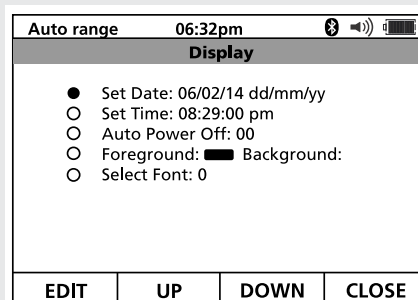 Auto range 06:32pm
Display
Set Date: 06/02/14 dd/mm/yy
Set Time: 08:29:00 pm
Auto Power Off: 00
Foreground: Background:
Select Font: 0
EDIT UP DOWN CLOSE